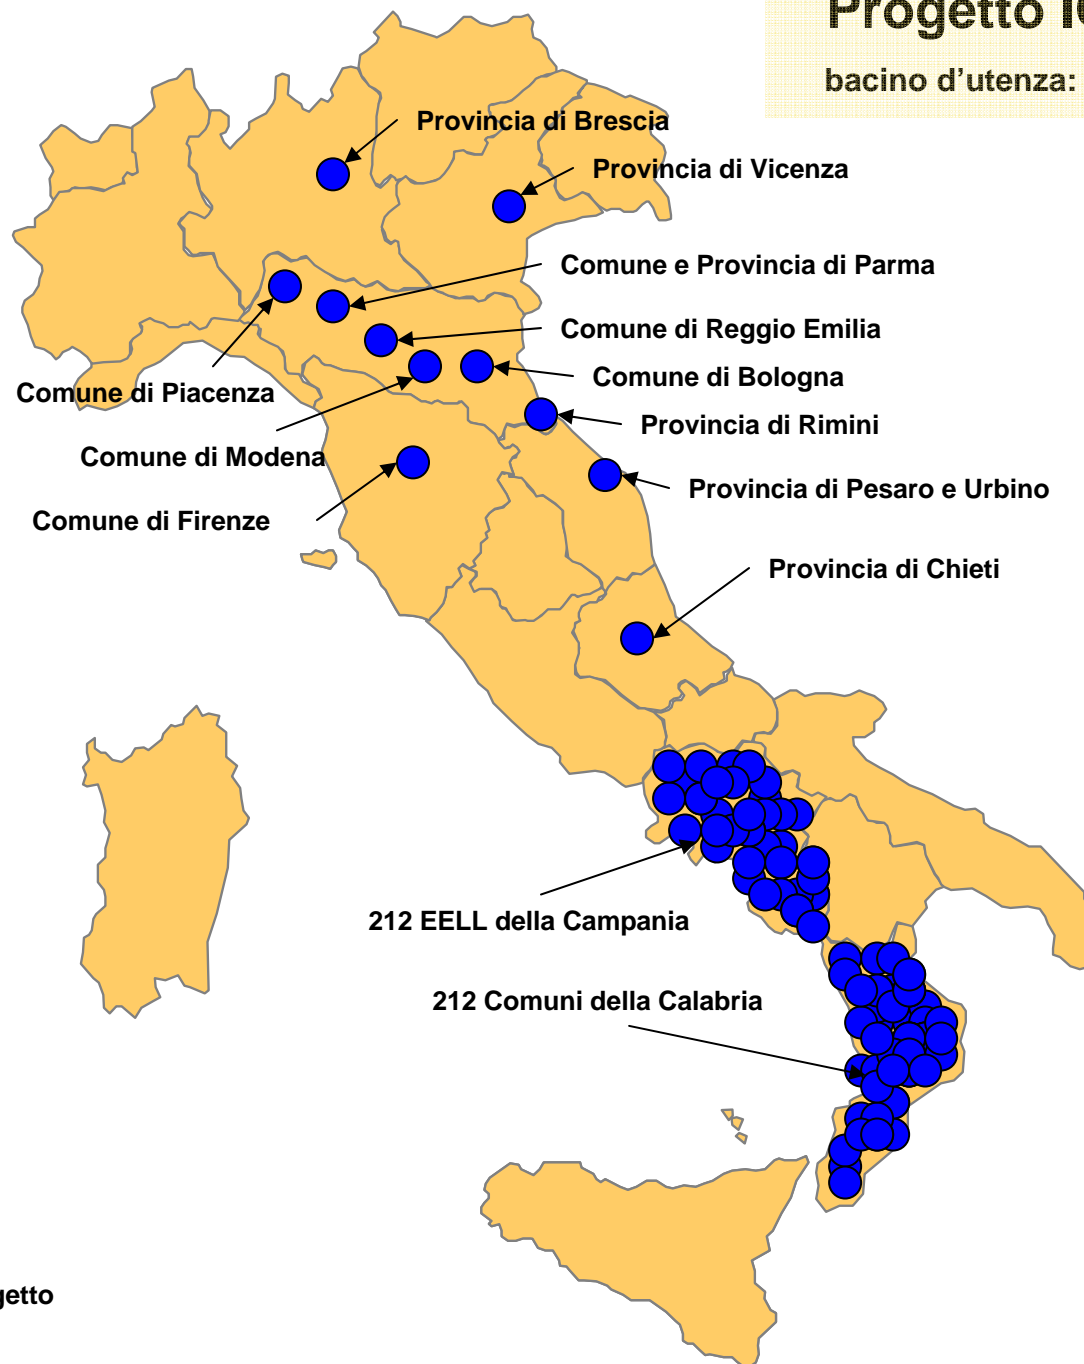 Progetto
bacino d'utenza:
Provincia di Brescia
Provincia di Vicenza
Comune e Provincia di Parma
Comune di Reggio Emilia
Comune di Piacenza
Comune di Bologna
Provincia di Rimini
Comune di Modena
Provincia di Pesaro e Urbino
Comune di Firenze
Provincia di Chieti
212 EELL della Campania
212 Comuni della Calabria
getto